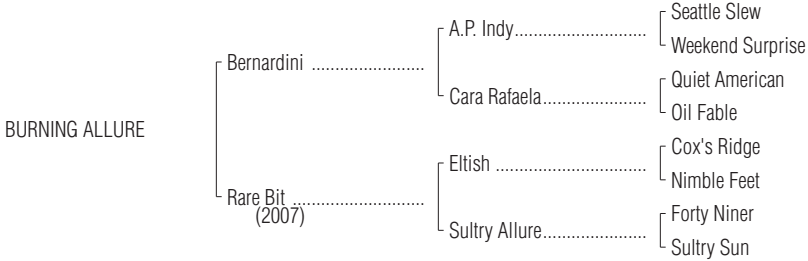 Seattle Slew
A.P. Indy...........................
Weekend Surprise
Bernardini .......................
Quiet American
Cara Rafaela.....................
Oil Fable
BURNING ALLURE
Cox's Ridge
Eltish ...............................
Nimble Feet
Rare Bit ...........................
(2007)
Forty Niner
Sultry Allure.....................
Sultry Sun